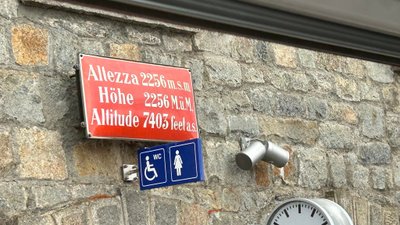 Altezza 2256 m.s.m
Höhe 2256 M.ü.M.
Altitude 7403 feet a.s.
WC